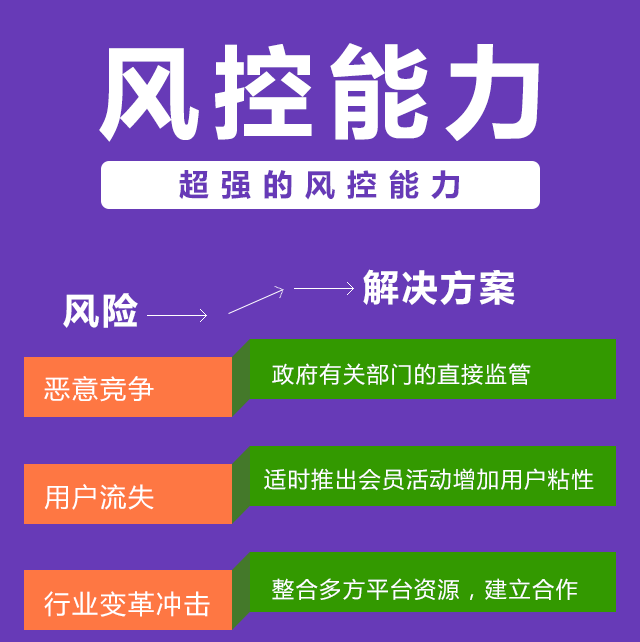 风控能力
超强的风控能力
风险
解决方案
恶意竞争
政府有关部门的直接监管
用户流失
适时推出会员活动增加用户粘性
行业变革冲击
整合多方平台资源，建立合作